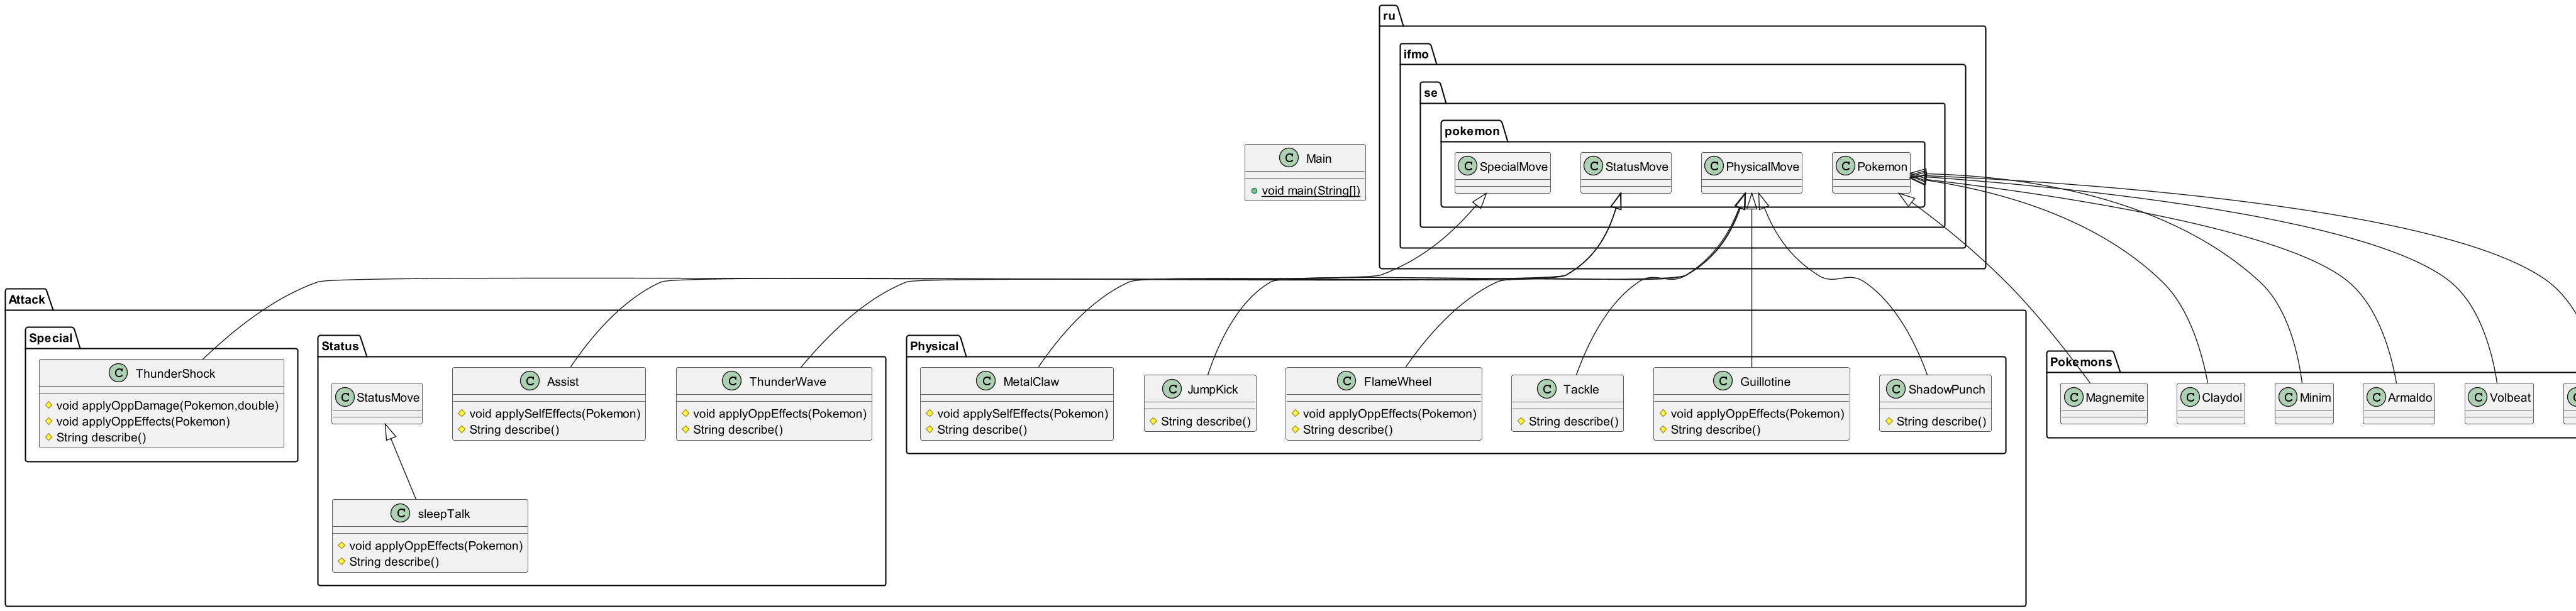 ru
ifmo
se
pokemon
C Main
void main(String[])
C SpecialMove
C StatusMove
C PhysicalMove
C Pokemon
Attack
Special
C ThunderShock
void applyOppDamage(Pokemon,double)
void applyOppEffects(Pokemon)
String describe()
Status
C StatusMove
C Assist
void applySelfEffects(Pokemon)
String describe()
C ThunderWave
void applyOppEffects(Pokemon)
String describe()
C sleepTalk
void applyOppEffects(Pokemon)
String describe()
Physical
C MetalClaw
void applySelfEffects(Pokemon)
String describe()
C JumpKick
String describe()
C FlameWheel
void applyOppEffects(Pokemon)
String describe()
C Tackle
String describe()
C Guillotine
void applyOppEffects(Pokemon)
String describe()
C ShadowPunch
String describe()
Pokemons
C Magnemite
C Claydol
C Minim
C Armaldo
C Volbeat